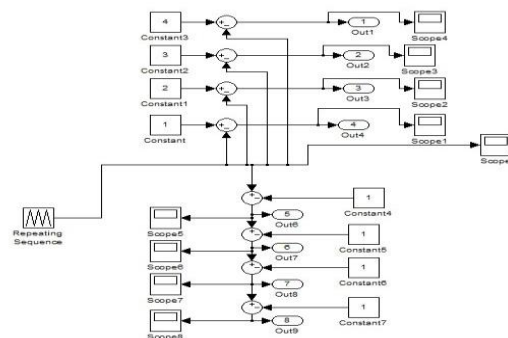 4
1
Constant3
Out1
Scope4
3
2
Constant2
Out2
Scope3
2
3
Constant1
Out3
Scope2
1
4
Constant
Out4
Scope1
Scope
1
Constant4
5
Out6
Scope5
Repeating
Sequence
1
Constant5
6
Out7
Scope6
1
Constant6
7
Out8
Scope7
1
Constant7
8
Out9
Scope8